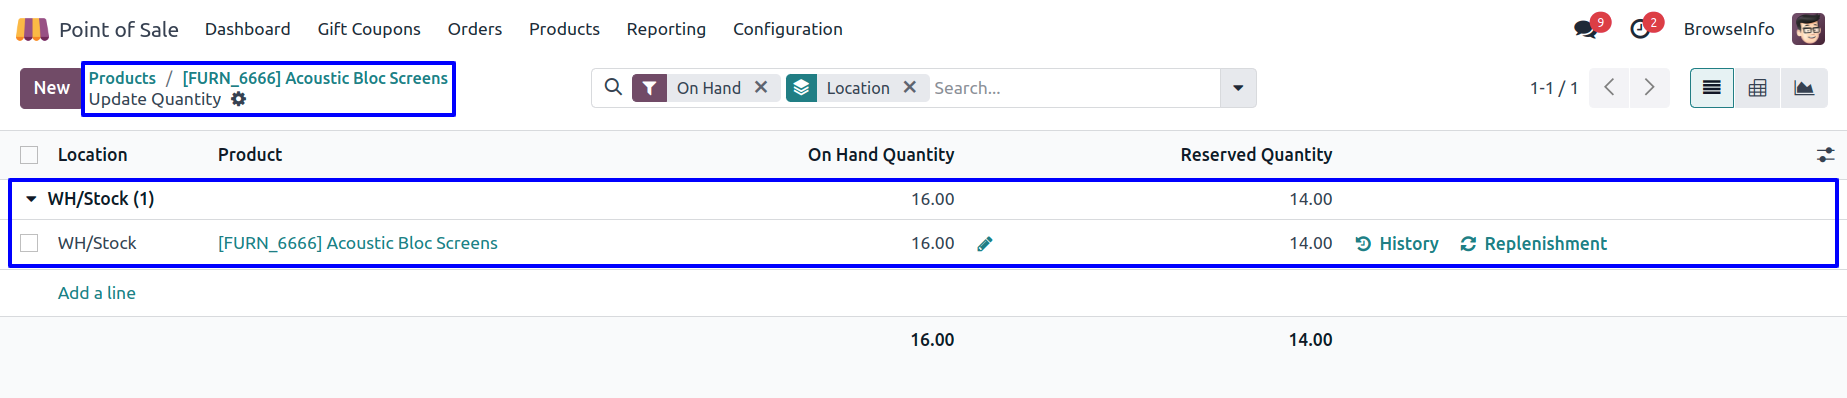 Point of Sale Dashboard Gift Coupons Orders Products Reporting Configuration 9 2 BrowseInfo
New Products / [FURN_6666] Acoustic Bloc Screens
Update Quantity
On Hand Location Search... 1-1 / 1
Location Product On Hand Quantity Reserved Quantity
WH/Stock (1) 16.00 14.00
WH/Stock [FURN_6666] Acoustic Bloc Screens 16.00 14.00 History Replenishment
Add a line
16.00 14.00